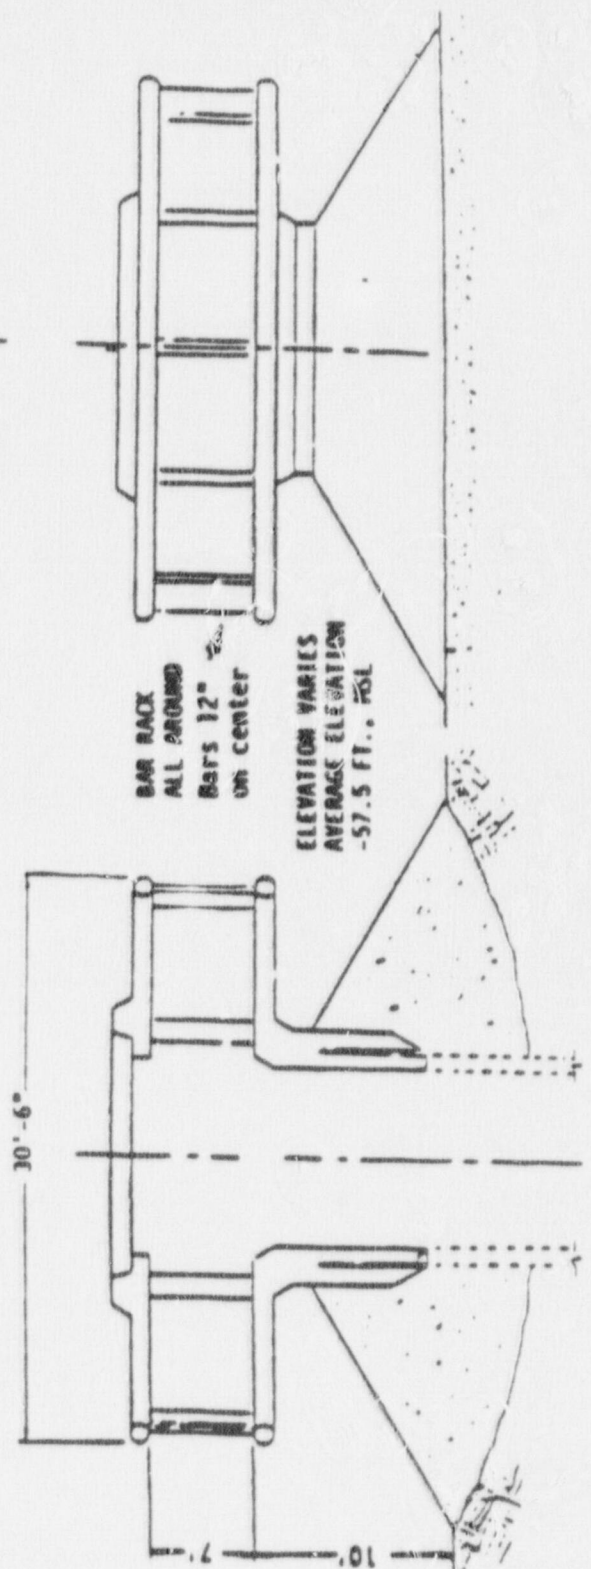 BAR RACK
ALL AROUND
Bars 12"
on center
ELEVATION VARIES
AVERAGE ELEVATION
-57.5 FT., MSL
30'-6"
7'
10'